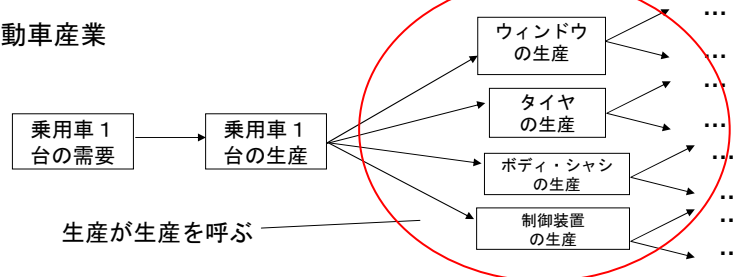 動車産業
乗用車１
台の需要
乗用車１
台の生産
ウィンドウ
の生産
タイヤ
の生産
ボディ・シャシ
の生産
制御装置
の生産
…
…
…
…
…
..
..
..
生産が生産を呼ぶ